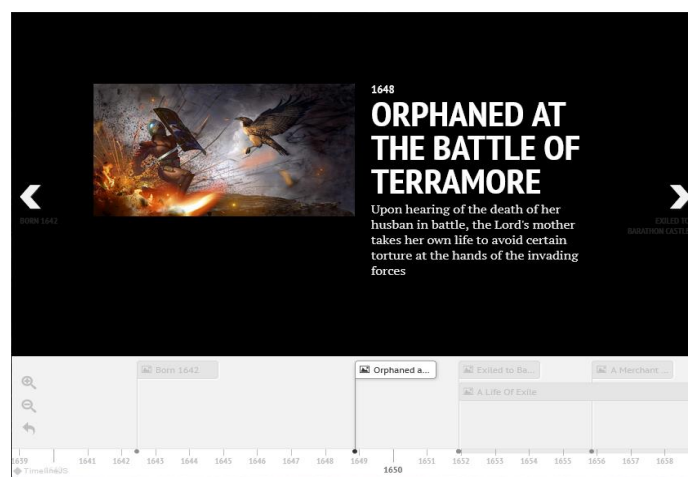 1648
ORPHANED AT
THE BATTLE OF
TERRAMORE
Upon hearing of the death of her
husban in battle, the Lord's mother
takes her own life to avoid certain
torture at the hands of the invading
forces
BORN 1642
EXILED TO
BARATHON CASTLE
Born 1642
Orphaned a...
Exiled to Ba...
A Merchant ...
A Life Of Exile
1639 1641 1642 1643 1644 1645 1646 1647 1648 1649 1651 1652 1653 1654 1655 1656 1657 1658
1650
TimelineJS